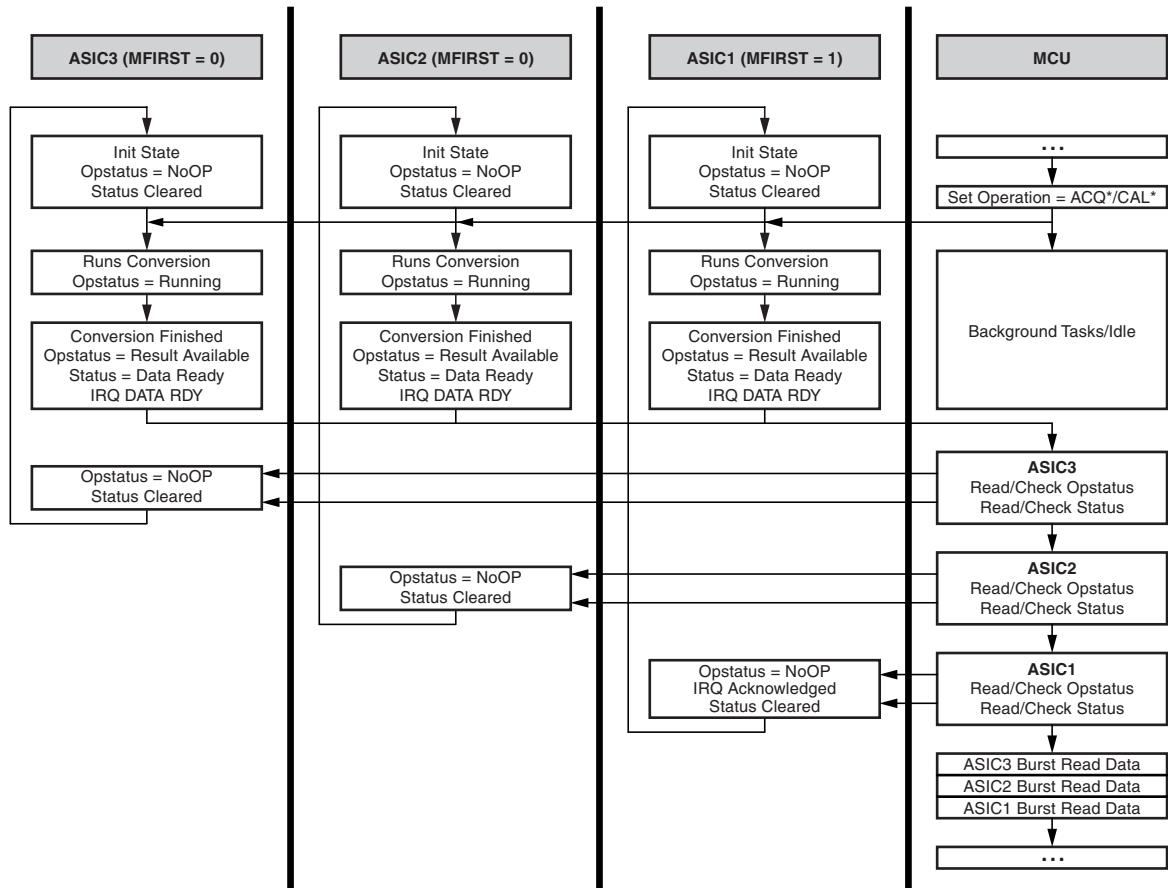 ASIC3 (MFIRST = 0)
ASIC2 (MFIRST = 0)
ASIC1 (MFIRST = 1)
MCU
Init State
Opstatus = NoOP
Status Cleared
Init State
Opstatus = NoOP
Status Cleared
Init State
Opstatus = NoOP
Status Cleared
...
Set Operation = ACQ*/CAL*
Runs Conversion
Opstatus = Running
Runs Conversion
Opstatus = Running
Runs Conversion
Opstatus = Running
Background Tasks/Idle
Conversion Finished
Opstatus = Result Available
Status = Data Ready
IRQ DATA RDY
Conversion Finished
Opstatus = Result Available
Status = Data Ready
IRQ DATA RDY
Conversion Finished
Opstatus = Result Available
Status = Data Ready
IRQ DATA RDY
Opstatus = NoOP
Status Cleared
ASIC3
Read/Check Opstatus
Read/Check Status
Opstatus = NoOP
Status Cleared
ASIC2
Read/Check Opstatus
Read/Check Status
Opstatus = NoOP
IRQ Acknowledged
Status Cleared
ASIC1
Read/Check Opstatus
Read/Check Status
ASIC3 Burst Read Data
ASIC2 Burst Read Data
ASIC1 Burst Read Data
...